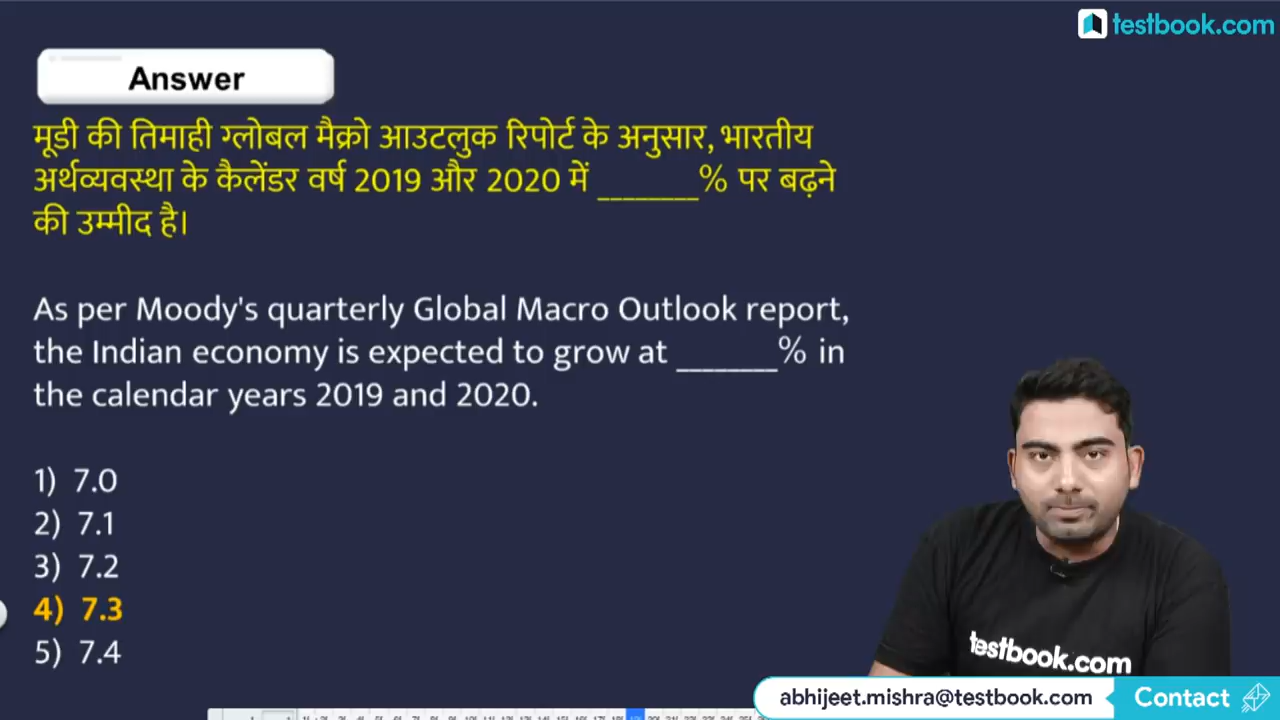 testbook.com
Answer
मूडी की तिमाही ग्लोबल मैक्रो आउटलुक रिपोर्ट के अनुसार, भारतीय
अर्थव्यवस्था के कैलेंडर वर्ष 2019 और 2020 में ________% पर बढ़ने
की उम्मीद है।
As per Moody's quarterly Global Macro Outlook report,
the Indian economy is expected to grow at ________% in
the calendar years 2019 and 2020.
1) 7.0
2) 7.1
3) 7.2
4) 7.3
5) 7.4
testbook.com
abhijeet.mishra@testbook.com Contact